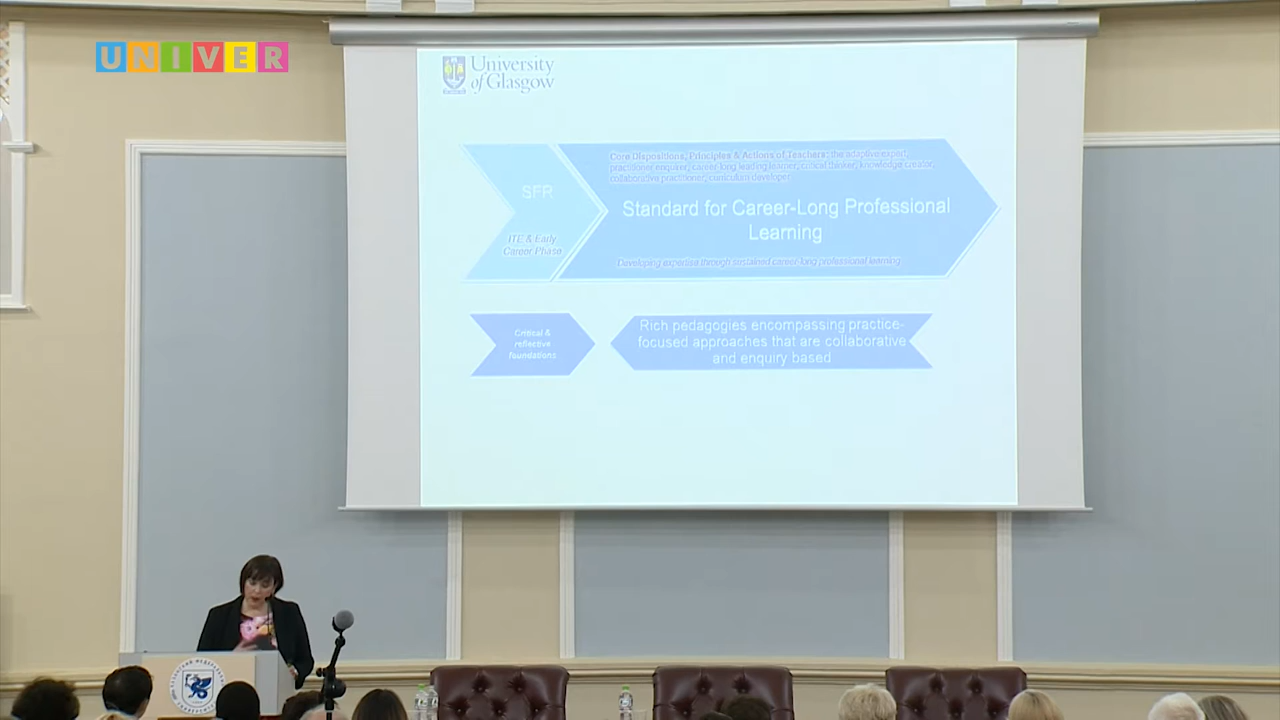 UNIVER
University
of Glasgow
Core Dispositions, Principles & Actions of Teachers: the adaptive expert,
practitioner enquirer, career-long leading learner, critical thinker, knowledge creator,
collaborative practitioner, curriculum developer
SFR
Standard for Career-Long Professional
Learning
ITE & Early
Career Phase
Developing expertise through sustained career-long professional learning
Critical &
reflective
foundations
Rich pedagogies encompassing practice-
focused approaches that are collaborative
and enquiry based